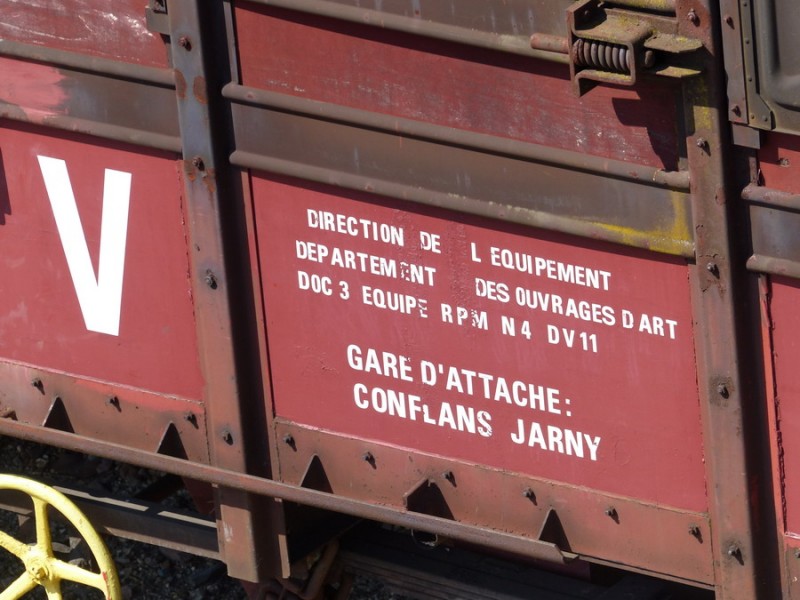 V
DIRECTION DE L EQUIPEMENT
DEPARTEMENT DES OUVRAGES D ART
DOC 3 EQUIPE RPM N4 DV11
GARE D'ATTACHE:
CONFLANS JARNY